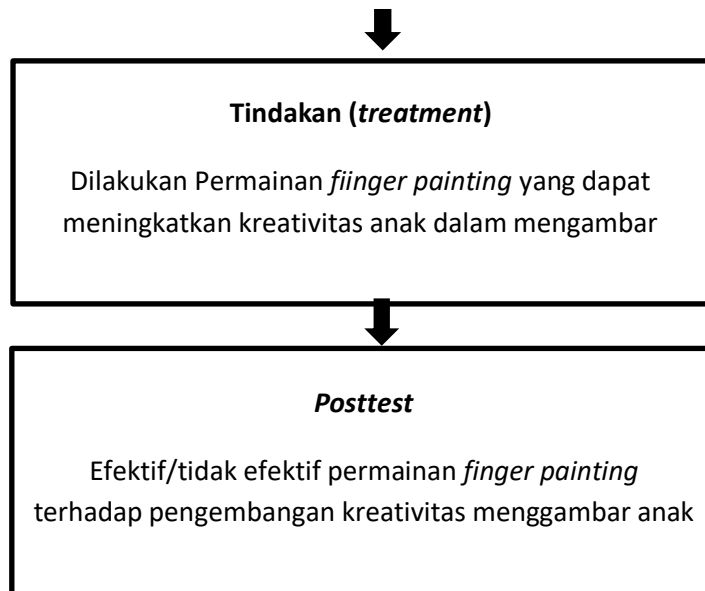 Tindakan (treatment)
Dilakukan Permainan fiinger painting yang dapat
meningkatkan kreativitas anak dalam mengambar
Posttest
Efektif/tidak efektif permainan finger painting
terhadap pengembangan kreativitas menggambar anak